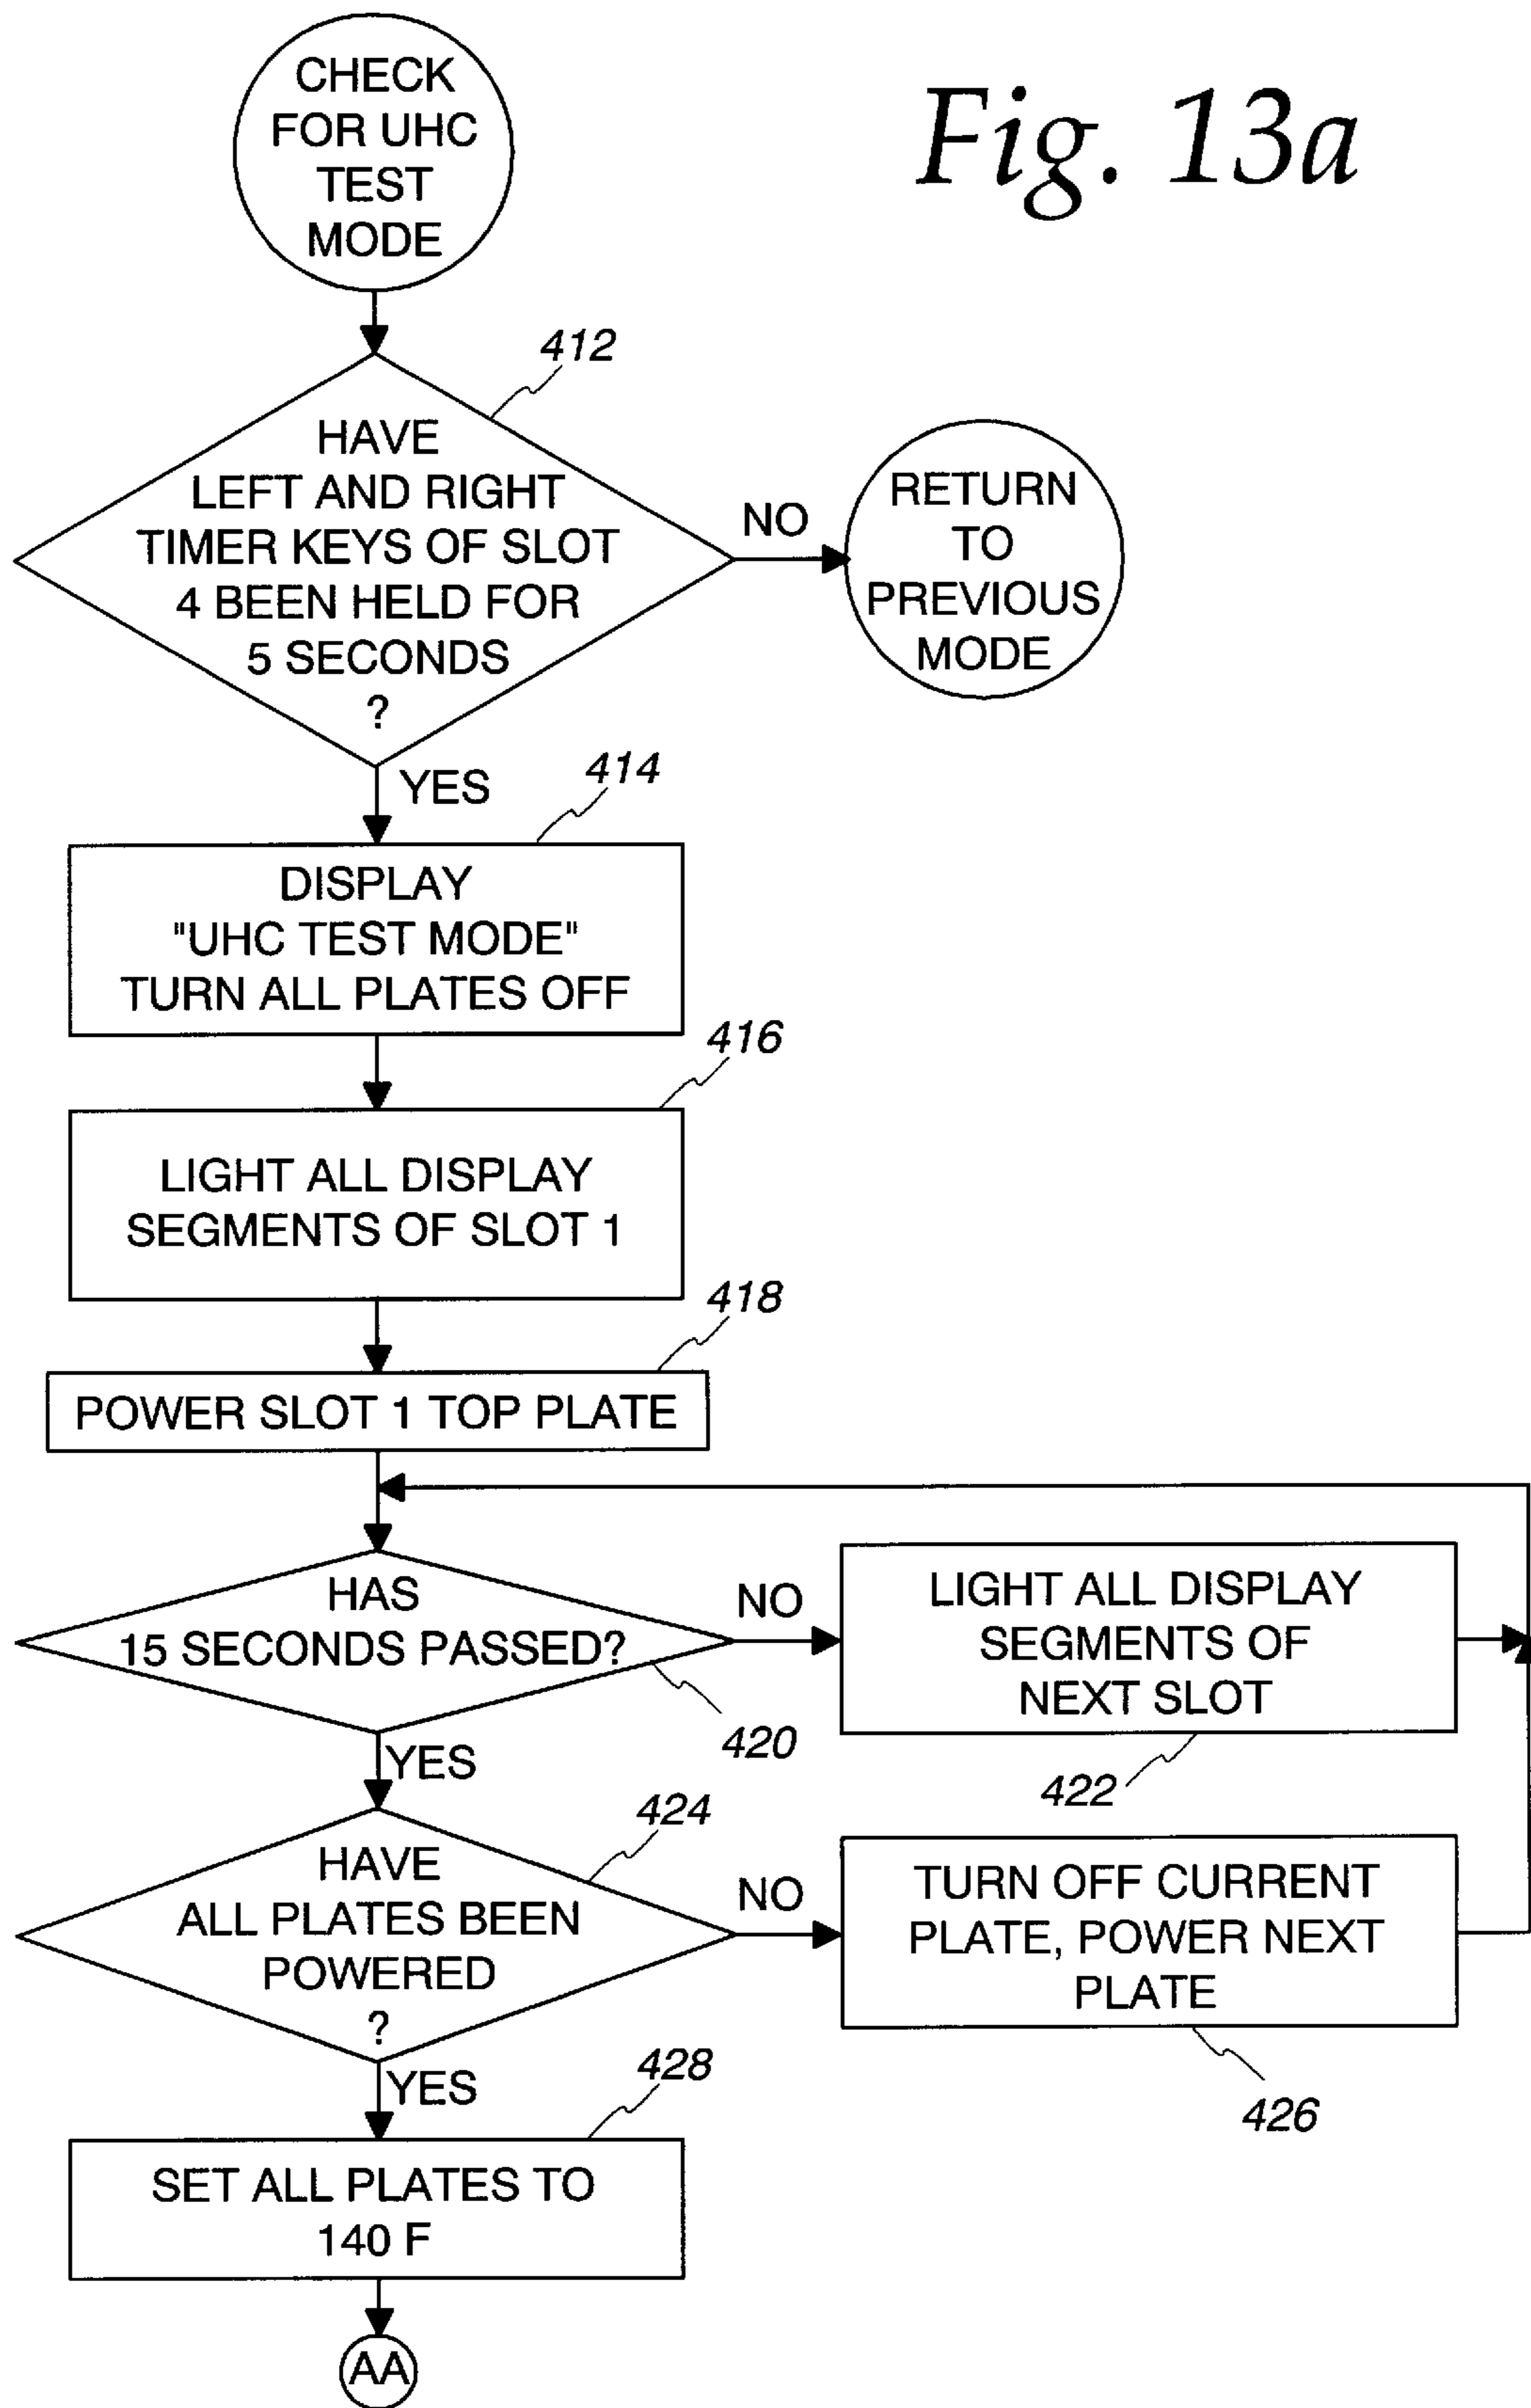 Fig. 13a
CHECK
FOR UHC
TEST
MODE
412
HAVE
LEFT AND RIGHT
TIMER KEYS OF SLOT
4 BEEN HELD FOR
5 SECONDS
?
NO
RETURN
TO
PREVIOUS
MODE
YES
414
DISPLAY
"UHC TEST MODE"
TURN ALL PLATES OFF
416
LIGHT ALL DISPLAY
SEGMENTS OF SLOT 1
418
POWER SLOT 1 TOP PLATE
HAS
15 SECONDS PASSED?
420
NO
LIGHT ALL DISPLAY
SEGMENTS OF
NEXT SLOT
422
YES
424
HAVE
ALL PLATES BEEN
POWERED
?
NO
TURN OFF CURRENT
PLATE, POWER NEXT
PLATE
426
YES
428
SET ALL PLATES TO
140 F
AA